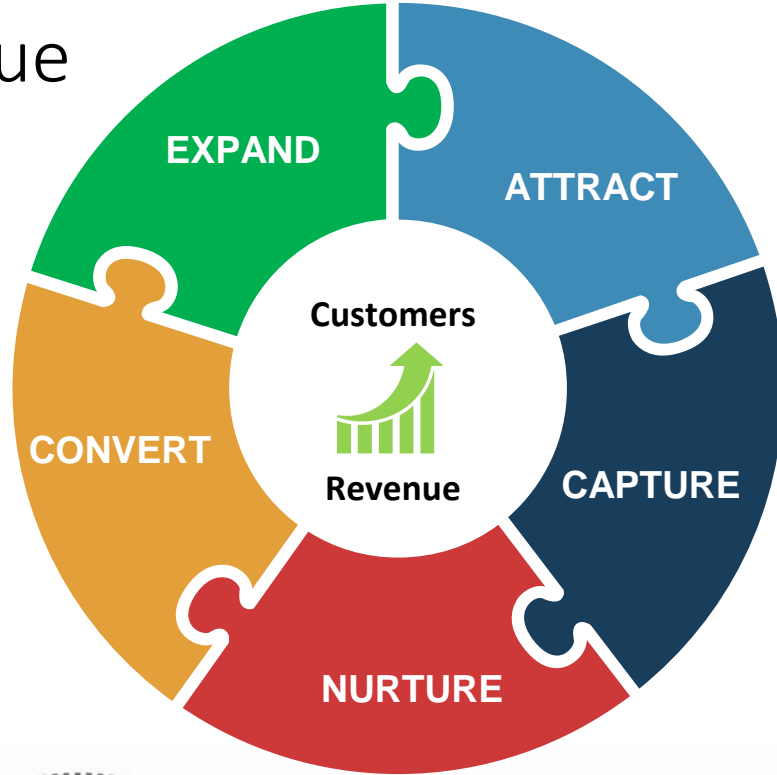 ue
EXPAND
ATTRACT
Customers
CONVERT
CAPTURE
Revenue
NURTURE